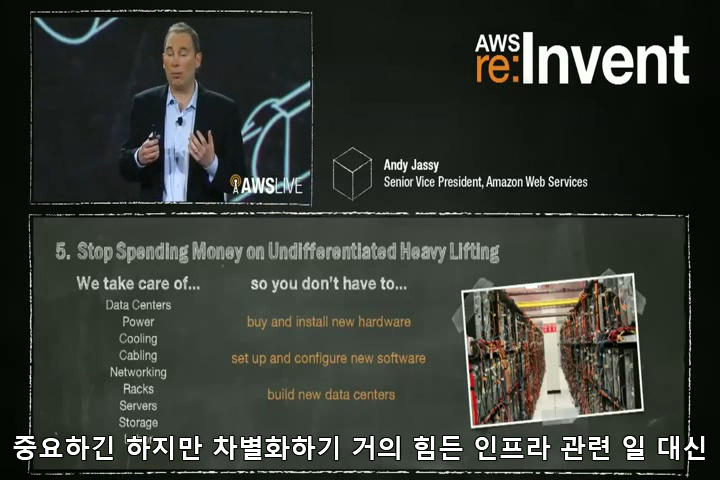 AWS
re:Invent
AWSLIVE
Andy Jassy
Senior Vice President, Amazon Web Services
5. Stop Spending Money on Undifferentiated Heavy Lifting
We take care of...
Data Centers
Power
Cooling
Cabling
Networking
Racks
Servers
Storage
so you don't have to...
buy and install new hardware
set up and configure new software
build new data centers
중요하긴 하지만 차별화하기 거의 힘든 인프라 관련 일 대신